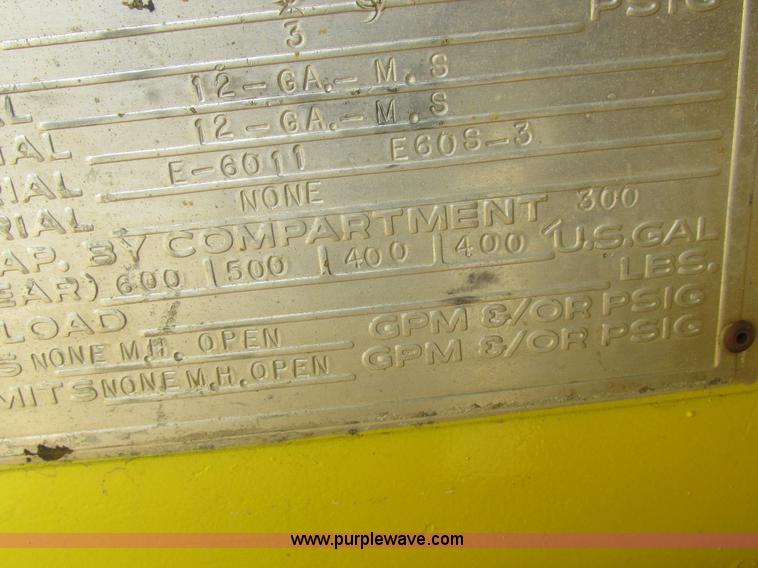 PSIG
3
12-GA.-M.S
AL
12-GA.-M.S
IAL
E-6011 E60S-3
RIAL
NONE
RIAL
AP. BY COMPARTMENT 300
EAR) 600 500 400 400 U.S.GAL
LOAD LBS.
S NONE M.H. OPEN GPM &/OR PSIG
MITS NONE M.H. OPEN GPM &/OR PSIG
www.purplewave.com